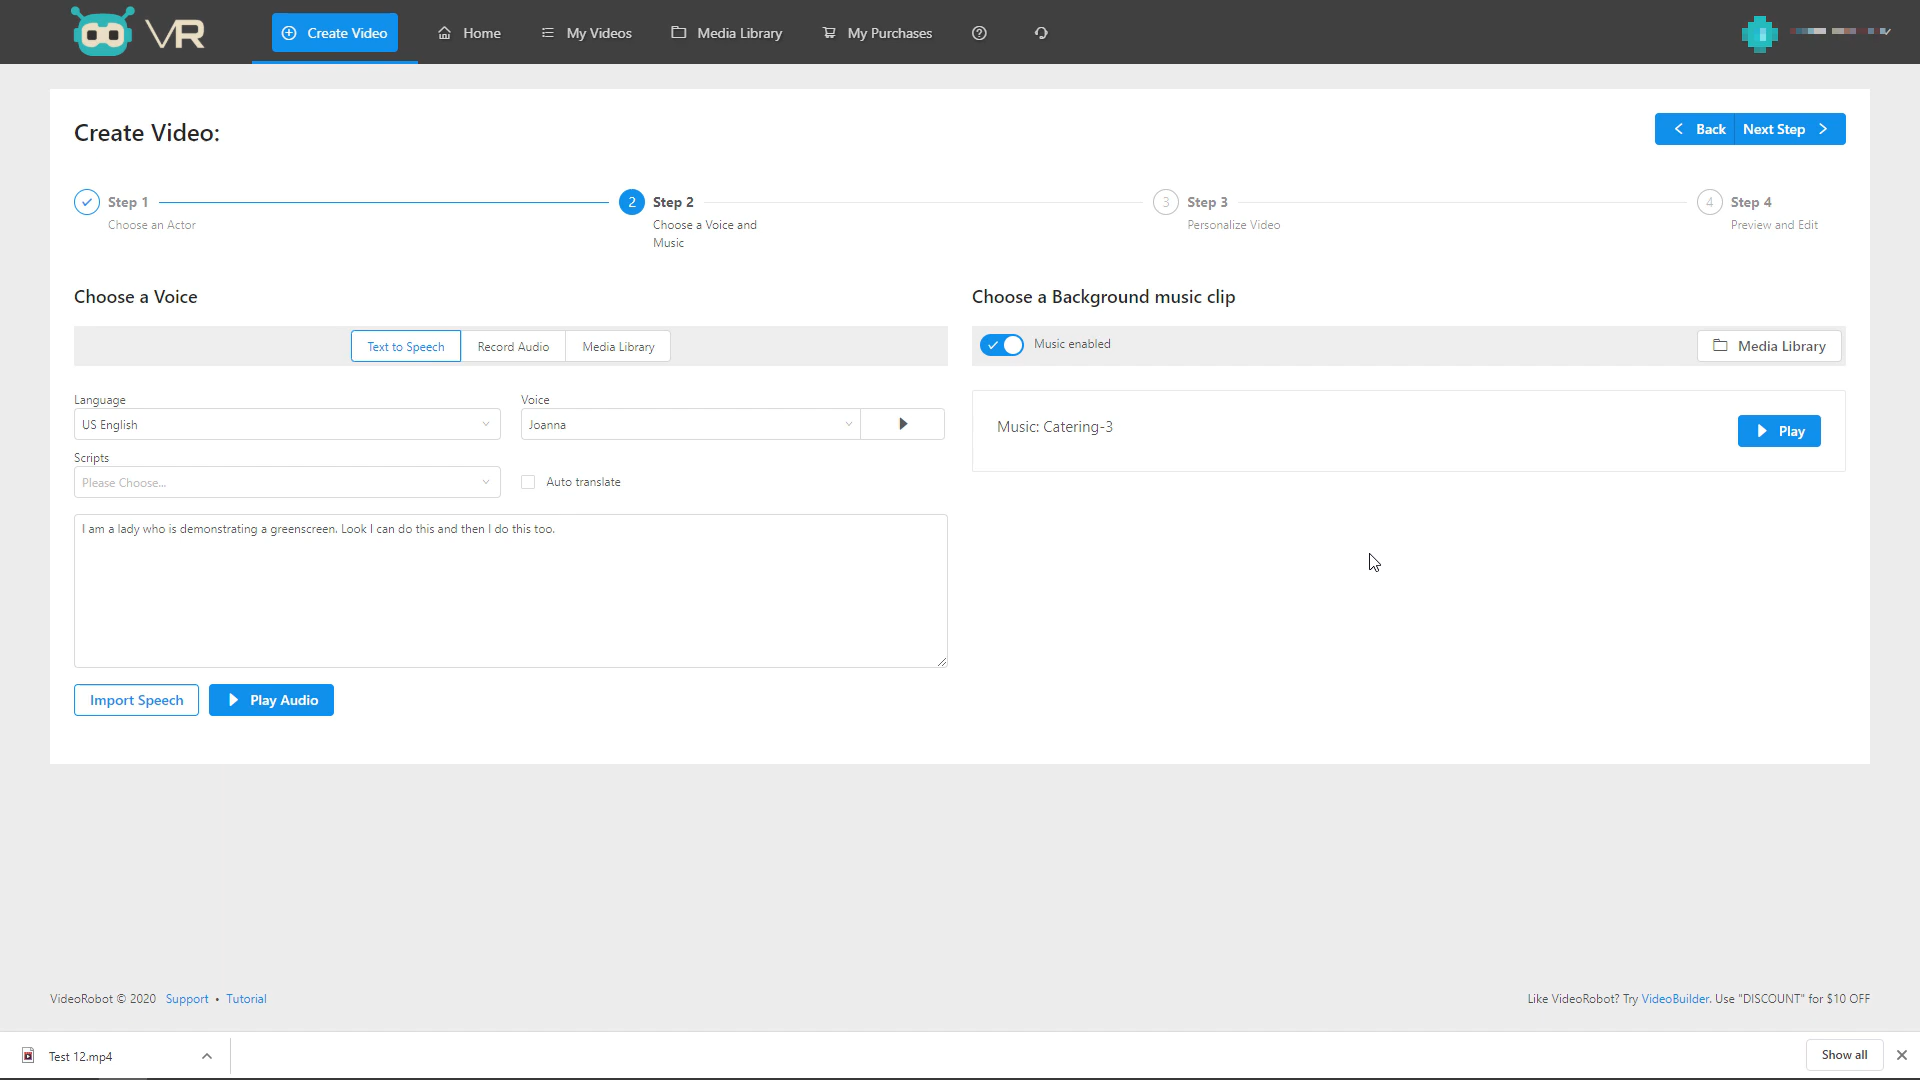 VR
Create Video
Home
My Videos
Media Library
My Purchases
Create Video:
Back
Next Step
Step 1
Choose an Actor
2
Step 2
Choose a Voice and
Music
3
Step 3
Personalize Video
4
Step 4
Preview and Edit
Choose a Voice
Text to Speech
Record Audio
Media Library
Language
US English
Voice
Joanna
Scripts
Please Choose...
Auto translate
I am a lady who is demonstrating a greenscreen. Look I can do this and then I do this too.
Import Speech
Play Audio
Choose a Background music clip
Music enabled
Media Library
Music: Catering-3
Play
VideoRobot © 2020 Support • Tutorial
Like VideoRobot? Try VideoBuilder. Use "DISCOUNT" for $10 OFF
Test 12.mp4
Show all